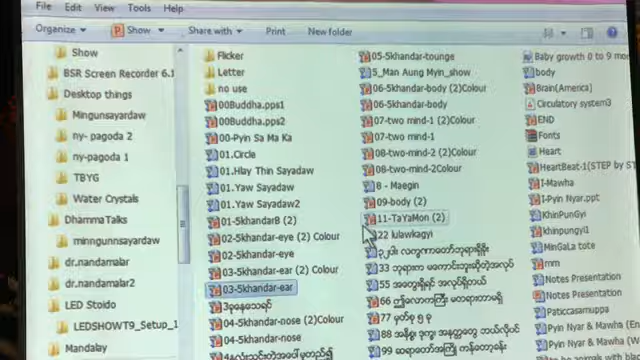 File Edit View Tools Help
Organize Show Share with Print New folder
Show
BSR Screen Recorder 6.1
Desktop things
Mingunsayardaw
ny- pagoda 2
ny-pagoda 1
TBYG
Water Crystals
DhammaTalks
minngunnsayardaw
dr.nandamalar
dr.nandamalar2
LED Stoido
LEDSHOWT9_Setup_1
Mandalay
Flicker
Letter
no use
00Buddha.pps1
00Buddha.pps2
00-Pyin Sa Ma Ka
01.Circle
01.Hlay Thin Sayadaw
01.Yaw Sayadaw
01.Yaw Sayadaw2
01-5khandarB (2)
02-5khandar-eye (2) Colour
02-5khandar-eye
03-5khandar-ear (2) Colour
03-5khandar-ear
04-5khandar-nose (2)Colour
04-5khandar-nose
05-5khandar-tounge
5_Man Aung Myin_show
06-5khandar-body (2)Colour
06-5khandar-body
07-two mind-1 (2)Colour
07-two mind-1
08-two-mind-2 (2)Colour
08-two-mind-2Colour
8 - Maegin
09-body (2)
11-TaYaMon (2)
22 lulawkagyi
Baby growth 0 to 9 mo
body
Brain(America)
Circulatory system3
END
Fonts
Heart
HeartBeat-1(STEP by ST
I-Mawha
I-Pyin Nyar.ppt
KhinPunGyi
khinpungyi1
MinGaLa tote
mm
Notes Presentation
Notes Presentation
Paticcasamuppa
Pyin Nyar & Mawha (En